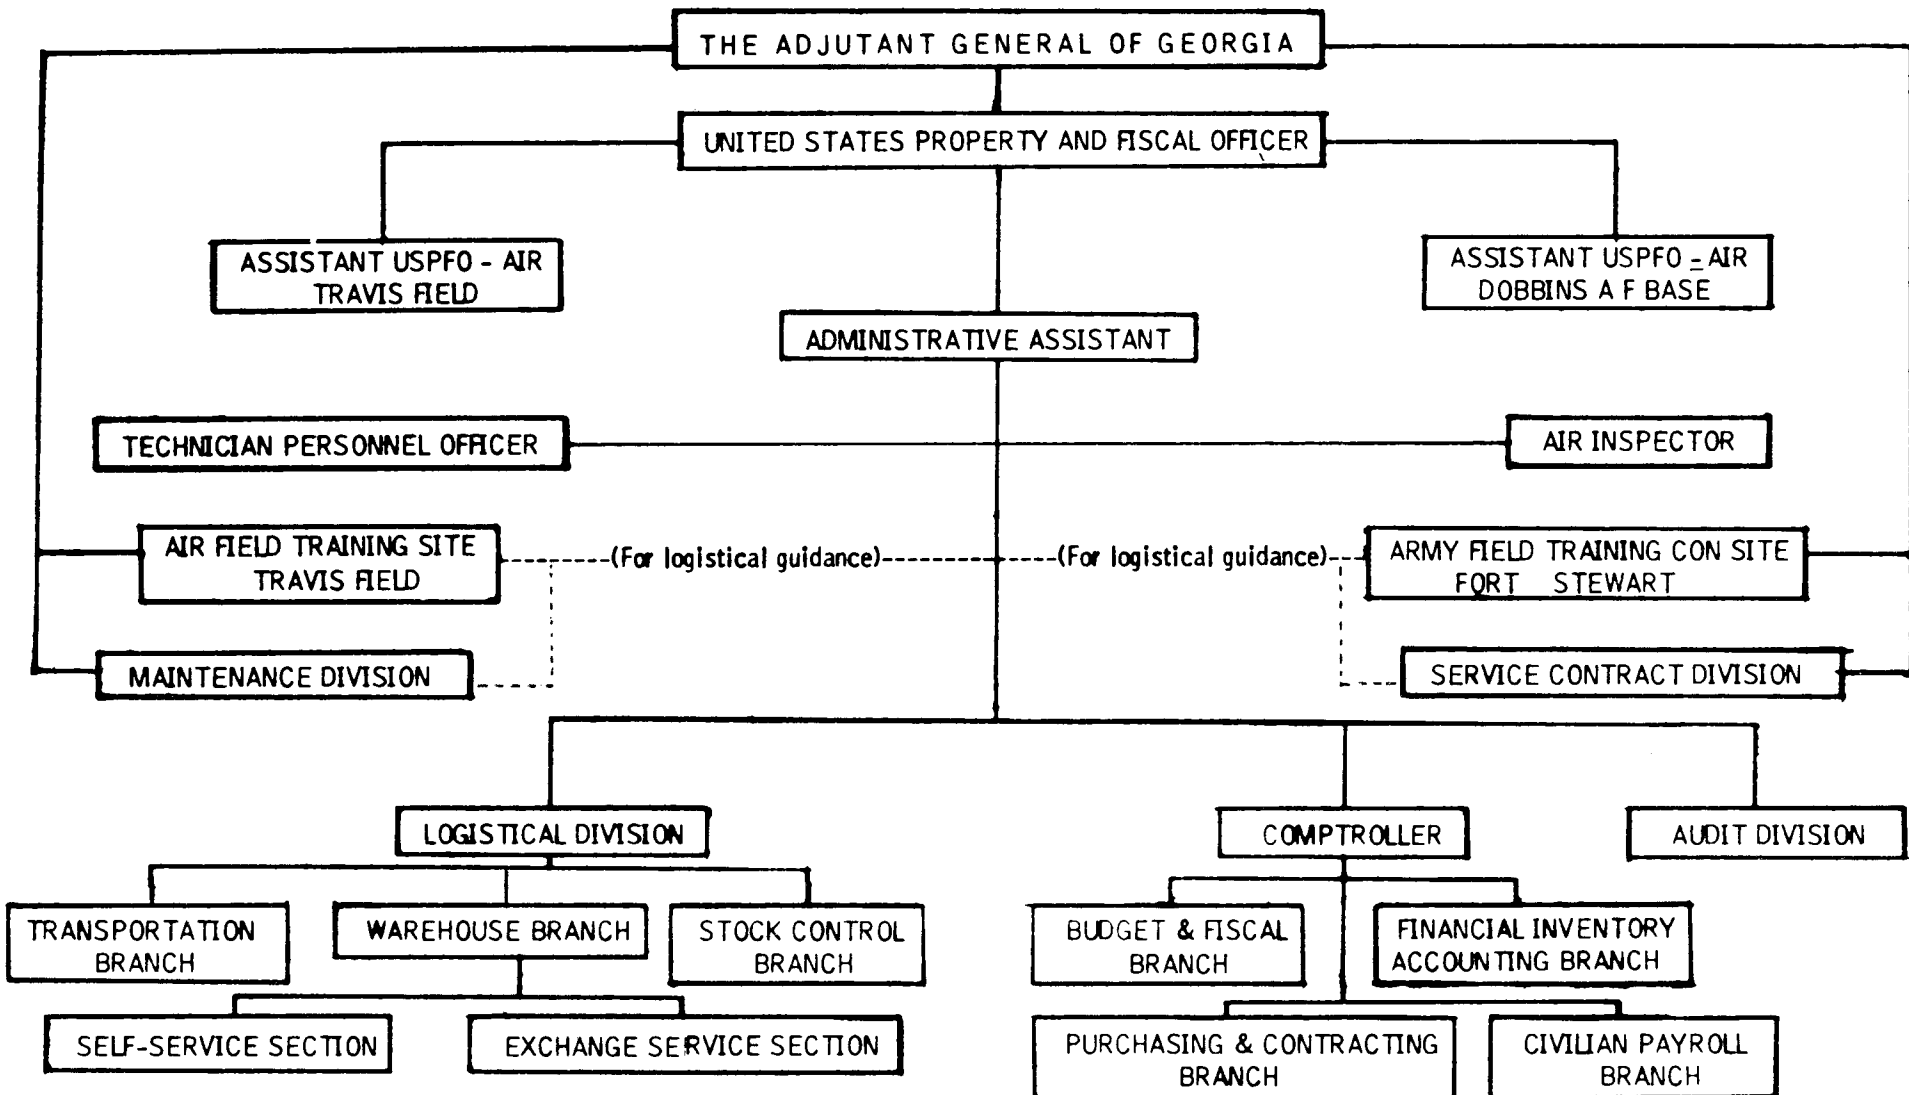 THE ADJUTANT GENERAL OF GEORGIA
UNITED STATES PROPERTY AND FISCAL OFFICER
ASSISTANT USPFO - AIR
TRAVIS FIELD
ASSISTANT USPFO - AIR
DOBBINS A F BASE
ADMINISTRATIVE ASSISTANT
TECHNICIAN PERSONNEL OFFICER
AIR INSPECTOR
AIR FIELD TRAINING SITE
TRAVIS FIELD
(For logistical guidance)
(For logistical guidance)
ARMY FIELD TRAINING CON SITE
FORT STEWART
MAINTENANCE DIVISION
SERVICE CONTRACT DIVISION
LOGISTICAL DIVISION
COMPTROLLER
AUDIT DIVISION
TRANSPORTATION
BRANCH
WAREHOUSE BRANCH
STOCK CONTROL
BRANCH
BUDGET & FISCAL
BRANCH
FINANCIAL INVENTORY
ACCOUNTING BRANCH
SELF-SERVICE SECTION
EXCHANGE SERVICE SECTION
PURCHASING & CONTRACTING
BRANCH
CIVILIAN PAYROLL
BRANCH